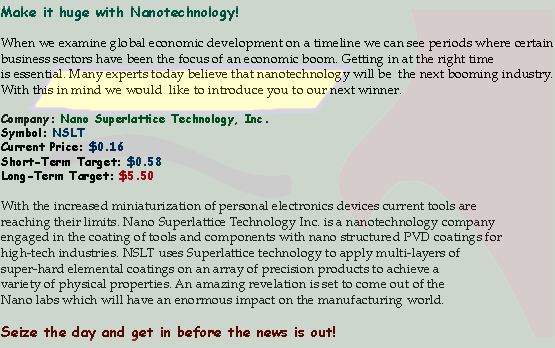 Make it huge with Nanotechnology!
When we examine global economic development on a timeline we can see periods where certain
business sectors have been the focus of an economic boom. Getting in at the right time
is essential. Many experts today believe that nanotechnology will be the next booming industry.
With this in mind we would like to introduce you to our next winner.
Company: Nano Superlattice Technology, Inc.
Symbol: NSLT
Current Price: $0.16
Short-Term Target: $0.58
Long-Term Target: $5.50
With the increased miniaturization of personal electronics devices current tools are
reaching their limits. Nano Superlattice Technology Inc. is a nanotechnology company
engaged in the coating of tools and components with nano structured PVD coatings for
high-tech industries. NSLT uses Superlattice technology to apply multi-layers of
super-hard elemental coatings on an array of precision products to achieve a
variety of physical properties. An amazing revelation is set to come out of the
Nano labs which will have an enormous impact on the manufacturing world.
Seize the day and get in before the news is out!